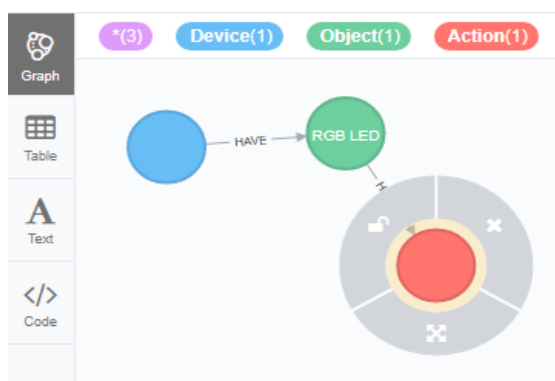 *(3) Device(1) Object(1) Action(1)
Graph
Table
A
Text
</>
Code
HAVE
RGB LED
H